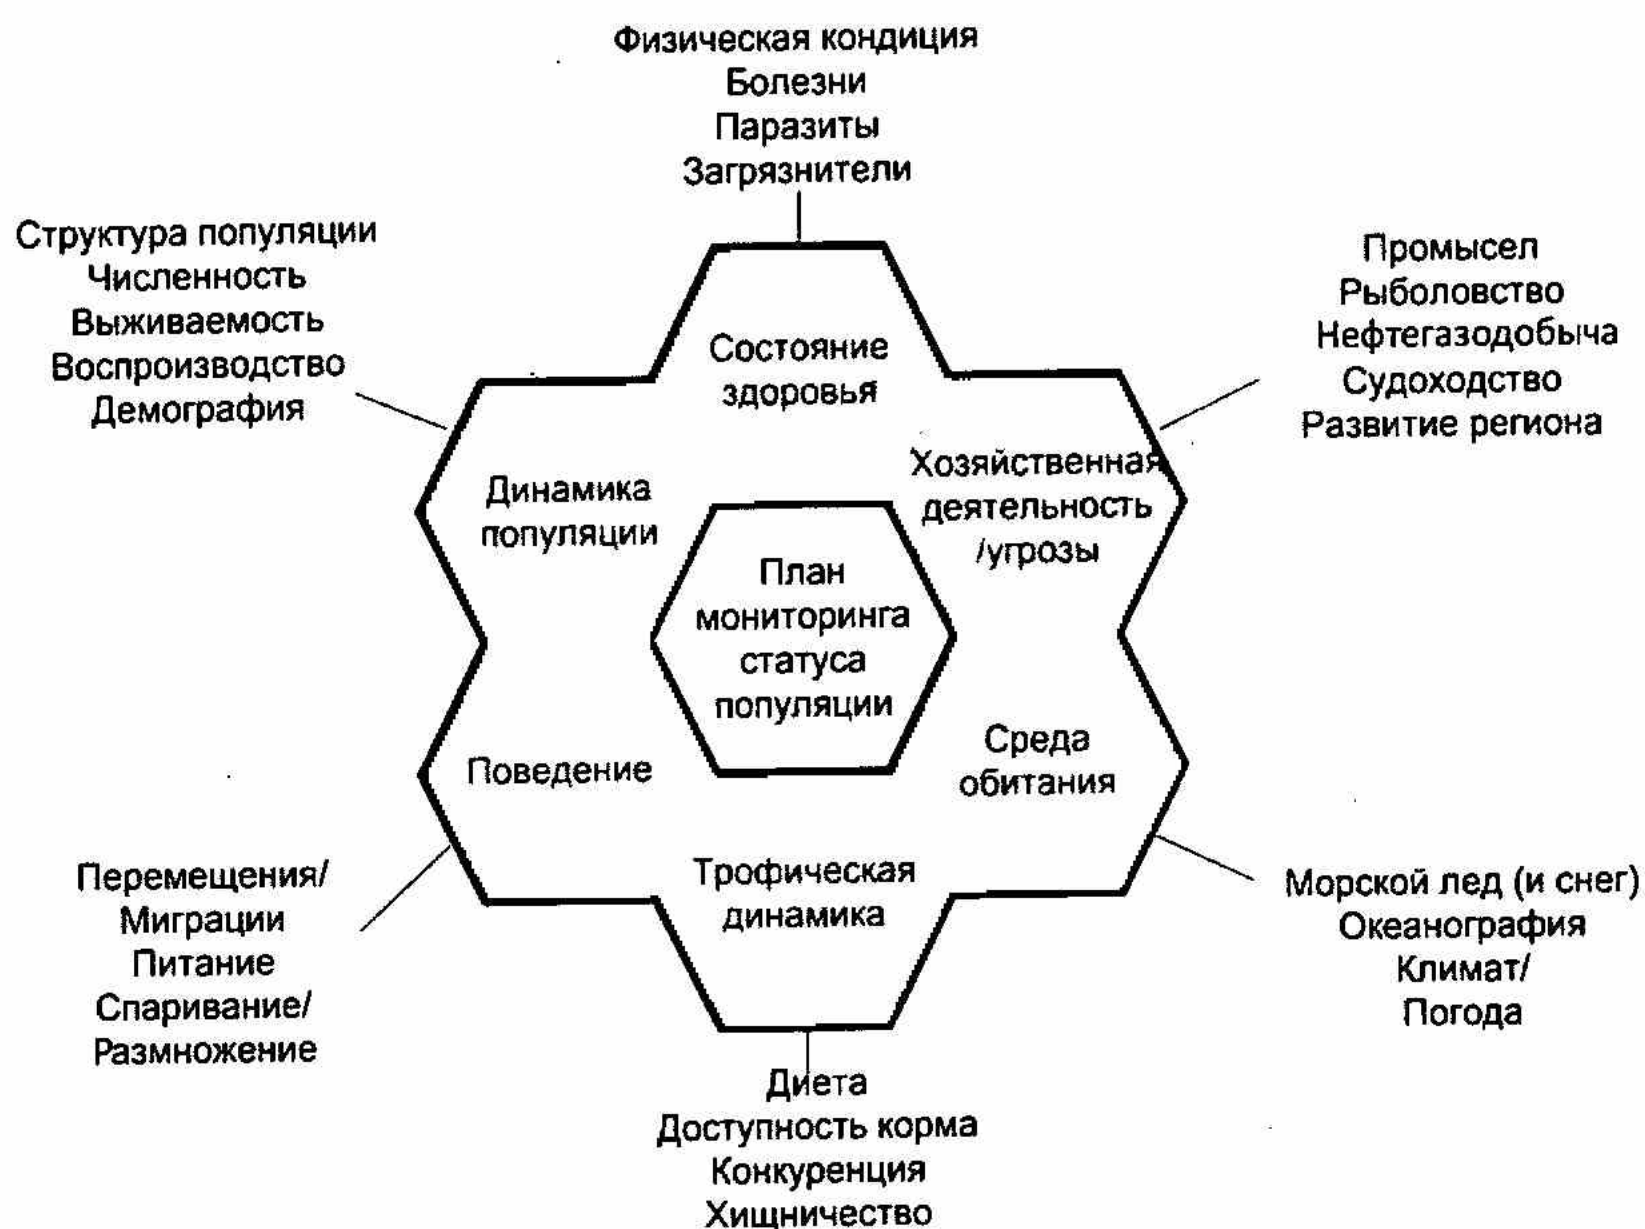 Физическая кондиция
Болезни
Паразиты
Загрязнители
Структура популяции
Численность
Выживаемость
Воспроизводство
Демография
Промысел
Рыболовство
Нефтегазодобыча
Судоходство
Развитие региона
Состояние
здоровья
Динамика
популяции
Хозяйственная
деятельность
/угрозы
План
мониторинга
статуса
популяции
Поведение
Среда
обитания
Трофическая
динамика
Перемещения/
Миграции
Питание
Спаривание/
Размножение
Морской лед (и снег)
Океанография
Климат/
Погода
Диета
Доступность корма
Конкуренция
Хищничество